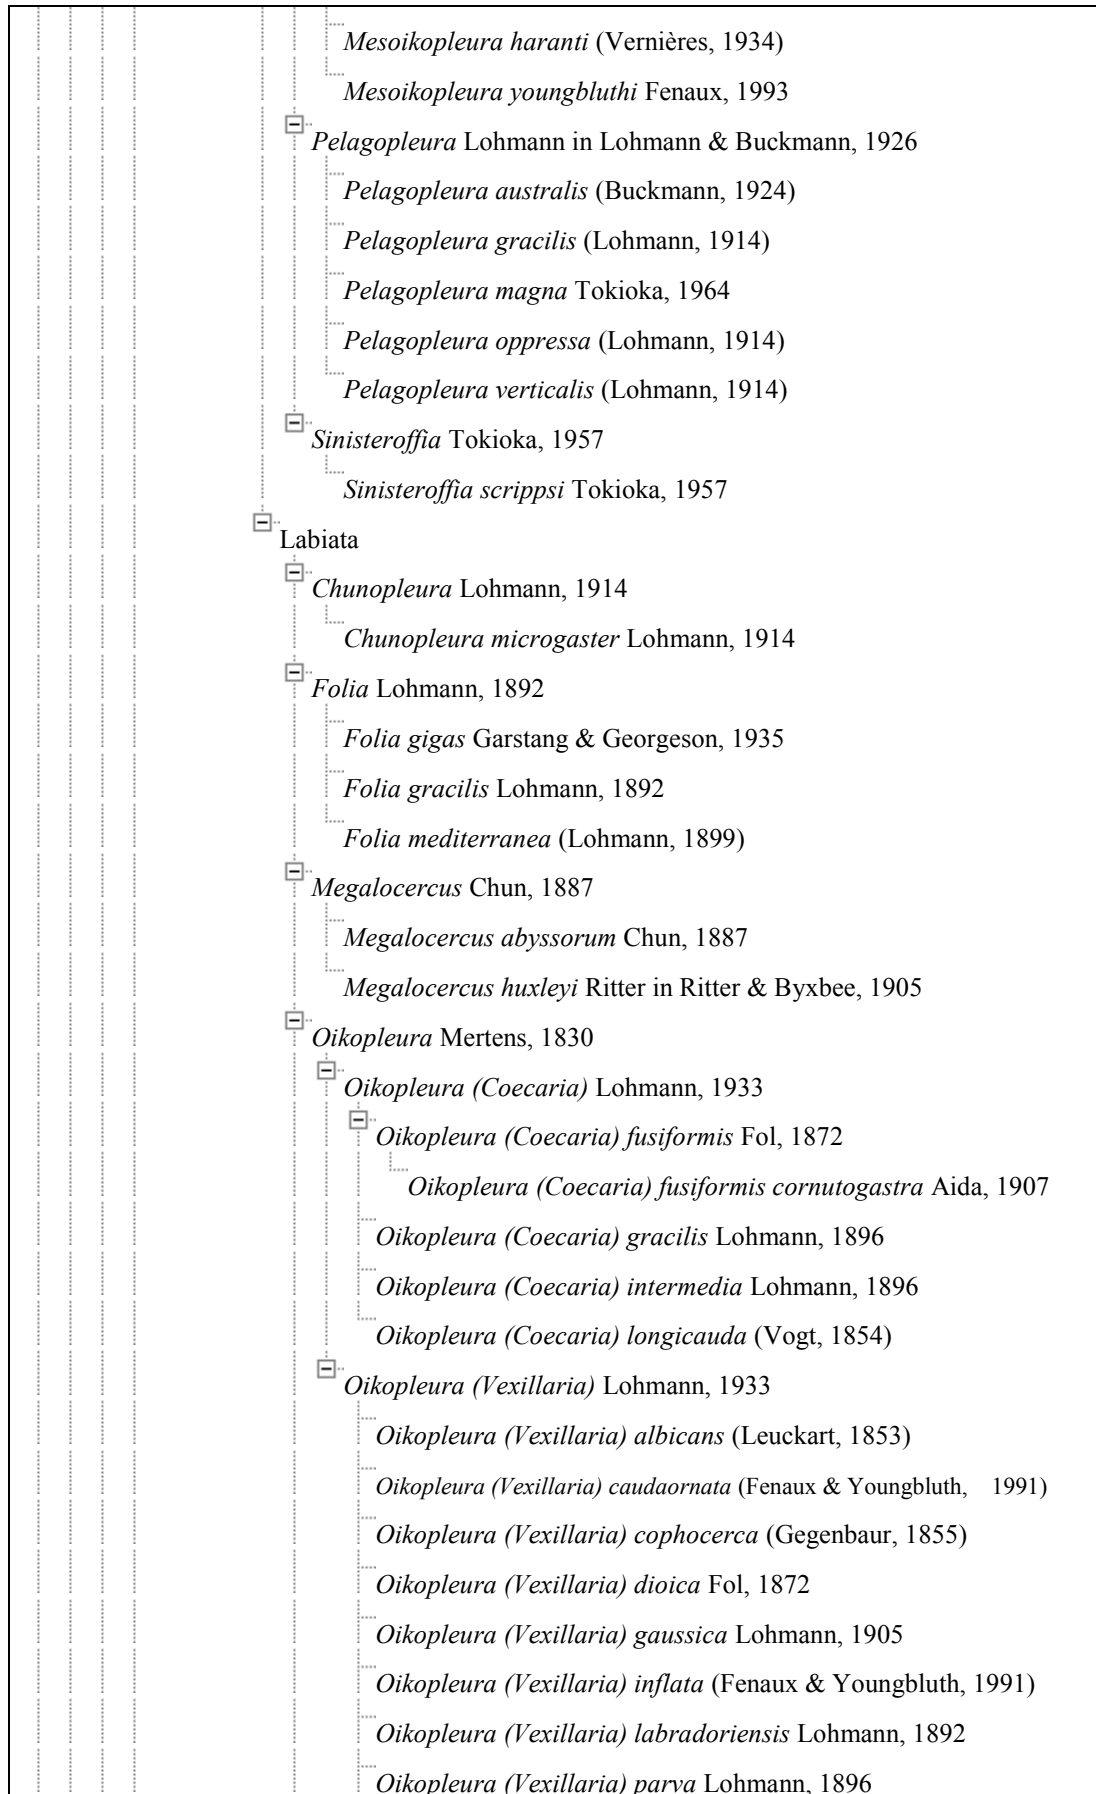 Mesoikopleura haranti (Vernières, 1934)
Mesoikopleura youngbluthi Fenaux, 1993
Pelagopleura Lohmann in Lohmann & Buckmann, 1926
Pelagopleura australis (Buckmann, 1924)
Pelagopleura gracilis (Lohmann, 1914)
Pelagopleura magna Tokioka, 1964
Pelagopleura oppressa (Lohmann, 1914)
Pelagopleura verticalis (Lohmann, 1914)
Sinisteroffia Tokioka, 1957
Sinisteroffia scrippsi Tokioka, 1957
Labiata
Chunopleura Lohmann, 1914
Chunopleura microgaster Lohmann, 1914
Folia Lohmann, 1892
Folia gigas Garstang & Georgeson, 1935
Folia gracilis Lohmann, 1892
Folia mediterranea (Lohmann, 1899)
Megalocercus Chun, 1887
Megalocercus abyssorum Chun, 1887
Megalocercus huxleyi Ritter in Ritter & Byxbee, 1905
Oikopleura Mertens, 1830
Oikopleura (Coecaria) Lohmann, 1933
Oikopleura (Coecaria) fusiformis Fol, 1872
Oikopleura (Coecaria) fusiformis cornutogastra Aida, 1907
Oikopleura (Coecaria) gracilis Lohmann, 1896
Oikopleura (Coecaria) intermedia Lohmann, 1896
Oikopleura (Coecaria) longicauda (Vogt, 1854)
Oikopleura (Vexillaria) Lohmann, 1933
Oikopleura (Vexillaria) albicans (Leuckart, 1853)
Oikopleura (Vexillaria) caudaornata (Fenaux & Youngbluth, 1991)
Oikopleura (Vexillaria) cophocerca (Gegenbaur, 1855)
Oikopleura (Vexillaria) dioica Fol, 1872
Oikopleura (Vexillaria) gaussica Lohmann, 1905
Oikopleura (Vexillaria) inflata (Fenaux & Youngbluth, 1991)
Oikopleura (Vexillaria) labradoriensis Lohmann, 1892
Oikopleura (Vexillaria) parva Lohmann, 1896